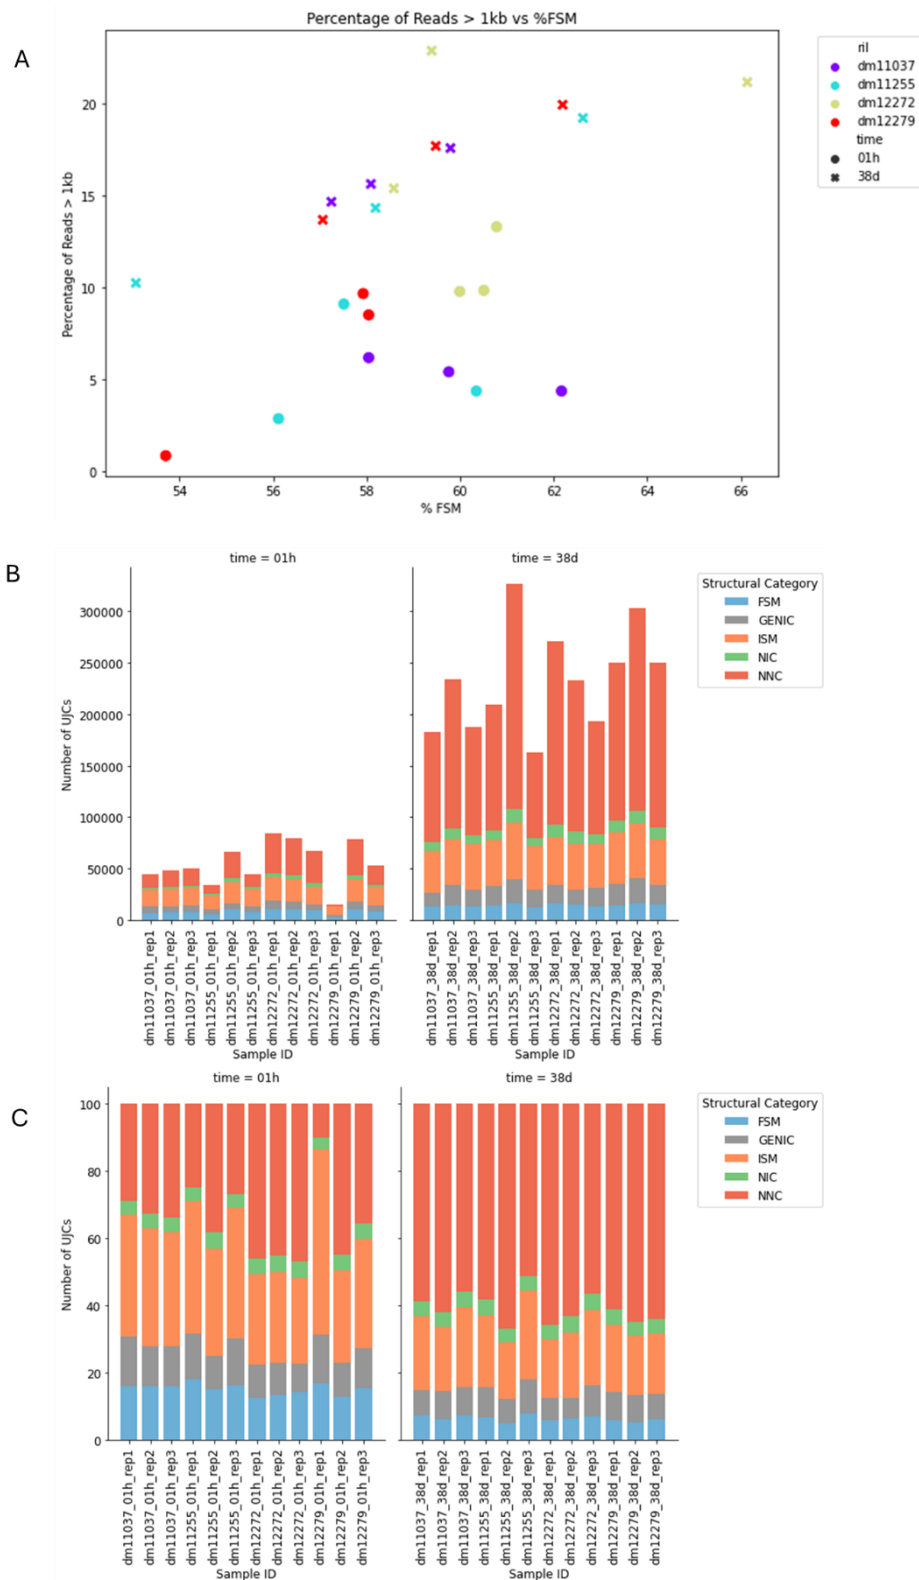 A
Percentage of Reads > 1kb vs %FSM
Percentage of Reads > 1kb
20
15
10
5
0
54 56 58 60 62 64 66
% FSM
ril
dm11037
dm11255
dm12272
dm12279
time
01h
38d
B
time = 01h
time = 38d
Number of UJCs
300000
250000
200000
150000
100000
50000
0
dm11037_01h_rep1
dm11037_01h_rep2
dm11037_01h_rep3
dm11255_01h_rep1
dm11255_01h_rep2
dm11255_01h_rep3
dm12272_01h_rep1
dm12272_01h_rep2
dm12272_01h_rep3
dm12279_01h_rep1
dm12279_01h_rep2
dm12279_01h_rep3
Sample ID
dm11037_38d_rep1
dm11037_38d_rep2
dm11037_38d_rep3
dm11255_38d_rep1
dm11255_38d_rep2
dm11255_38d_rep3
dm12272_38d_rep1
dm12272_38d_rep2
dm12272_38d_rep3
dm12279_38d_rep1
dm12279_38d_rep2
dm12279_38d_rep3
Sample ID
Structural Category
FSM
GENIC
ISM
NIC
NNC
C
time = 01h
time = 38d
Number of UJCs
100
80
60
40
20
0
dm11037_01h_rep1
dm11037_01h_rep2
dm11037_01h_rep3
dm11255_01h_rep1
dm11255_01h_rep2
dm11255_01h_rep3
dm12272_01h_rep1
dm12272_01h_rep2
dm12272_01h_rep3
dm12279_01h_rep1
dm12279_01h_rep2
dm12279_01h_rep3
Sample ID
dm11037_38d_rep1
dm11037_38d_rep2
dm11037_38d_rep3
dm11255_38d_rep1
dm11255_38d_rep2
dm11255_38d_rep3
dm12272_38d_rep1
dm12272_38d_rep2
dm12272_38d_rep3
dm12279_38d_rep1
dm12279_38d_rep2
dm12279_38d_rep3
Sample ID
Structural Category
FSM
GENIC
ISM
NIC
NNC